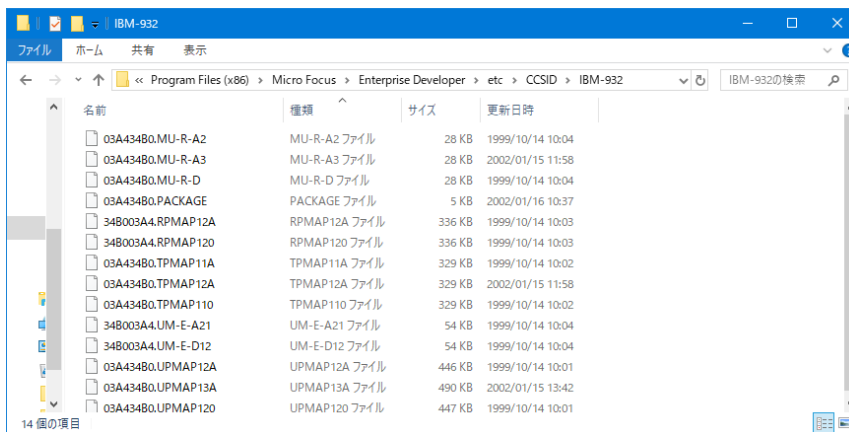 IBM-932
ファイル ホーム 共有 表示
« Program Files (x86) > Micro Focus > Enterprise Developer > etc > CCSID > IBM-932 IBM-932の検索
名前 種類 サイズ 更新日時
03A434B0.MU-R-A2 MU-R-A2 ファイル 28 KB 1999/10/14 10:04
03A434B0.MU-R-A3 MU-R-A3 ファイル 28 KB 2002/01/15 11:58
03A434B0.MU-R-D MU-R-D ファイル 28 KB 1999/10/14 10:04
03A434B0.PACKAGE PACKAGE ファイル 5 KB 2002/01/16 10:37
34B003A4.RPMAP12A RPMAP12A ファイル 336 KB 1999/10/14 10:03
34B003A4.RPMAP120 RPMAP120 ファイル 336 KB 1999/10/14 10:03
03A434B0.TPMAP11A TPMAP11A ファイル 329 KB 1999/10/14 10:02
03A434B0.TPMAP12A TPMAP12A ファイル 329 KB 2002/01/15 11:58
03A434B0.TPMAP110 TPMAP110 ファイル 329 KB 1999/10/14 10:02
34B003A4.UM-E-A21 UM-E-A21 ファイル 54 KB 1999/10/14 10:04
34B003A4.UM-E-D12 UM-E-D12 ファイル 54 KB 1999/10/14 10:04
03A434B0.UPMAP12A UPMAP12A ファイル 446 KB 1999/10/14 10:01
03A434B0.UPMAP13A UPMAP13A ファイル 490 KB 2002/01/15 13:42
03A434B0.UPMAP120 UPMAP120 ファイル 447 KB 1999/10/14 10:01
14 個の項目